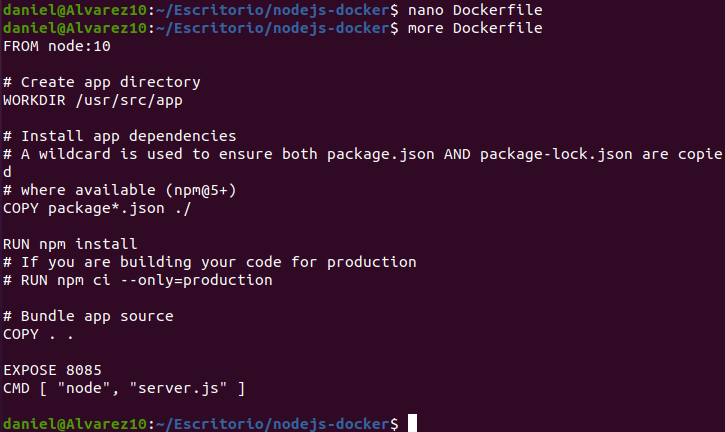 daniel@Alvarez10:~/Escritorio/nodejs-docker$ nano Dockerfile
daniel@Alvarez10:~/Escritorio/nodejs-docker$ more Dockerfile
FROM node:10
# Create app directory
WORKDIR /usr/src/app
# Install app dependencies
# A wildcard is used to ensure both package.json AND package-lock.json are copie
d
# where available (npm@5+)
COPY package*.json ./
RUN npm install
# If you are building your code for production
# RUN npm ci --only=production
# Bundle app source
COPY . .
EXPOSE 8085
CMD [ "node", "server.js" ]
daniel@Alvarez10:~/Escritorio/nodejs-docker$